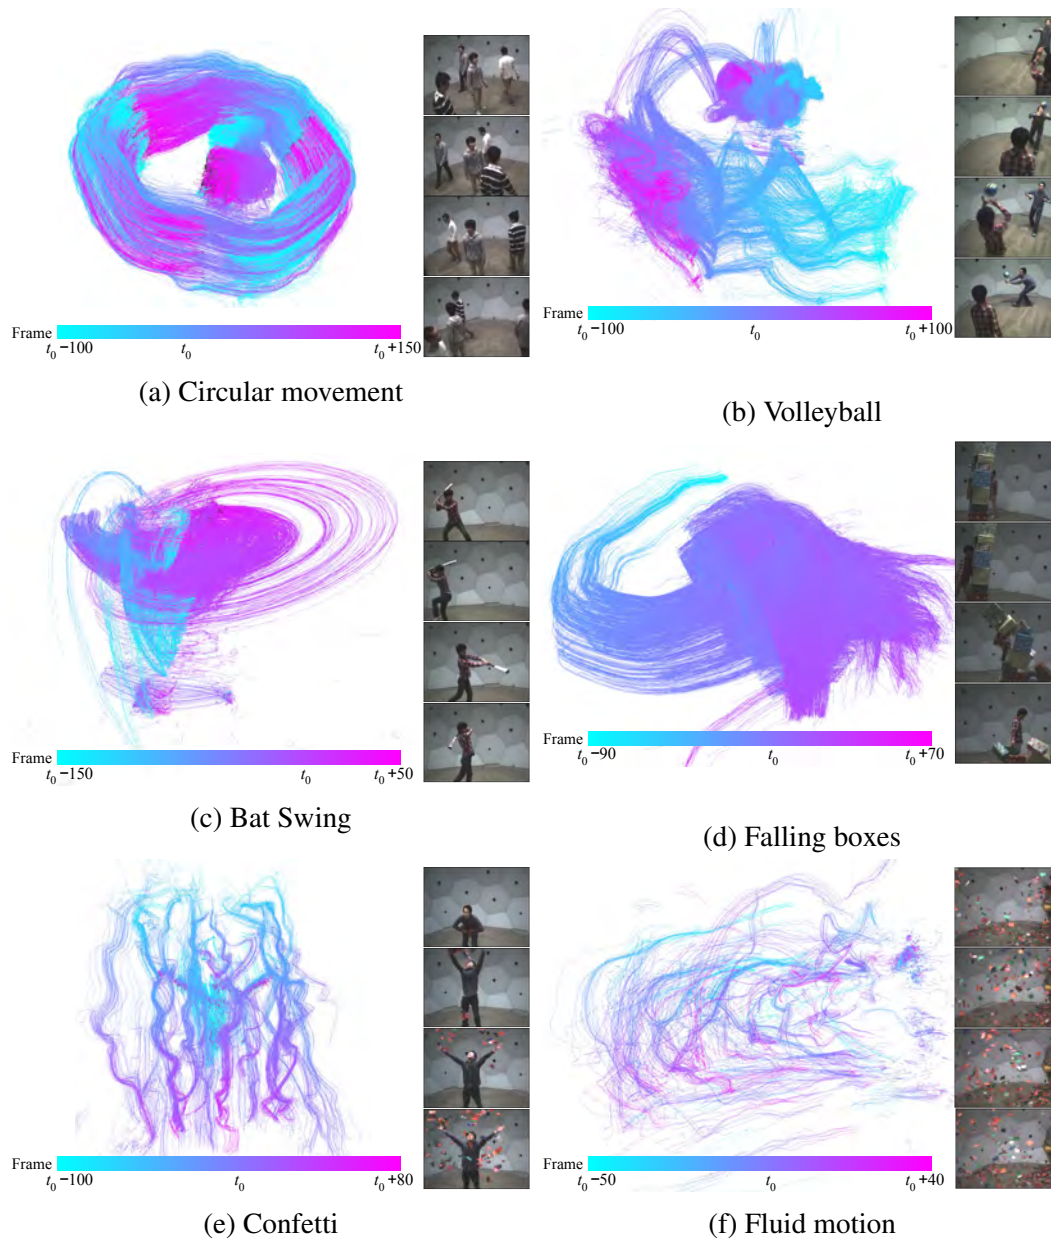 Frame
t0−100 t0 t0+150
(a) Circular movement
Frame
t0−100 t0 t0+100
(b) Volleyball
Frame
t0−150 t0 t0+50
(c) Bat Swing
Frame
t0−90 t0 t0+70
(d) Falling boxes
Frame
t0−100 t0 t0+80
(e) Confetti
Frame
t0−50 t0 t0+40
(f) Fluid motion